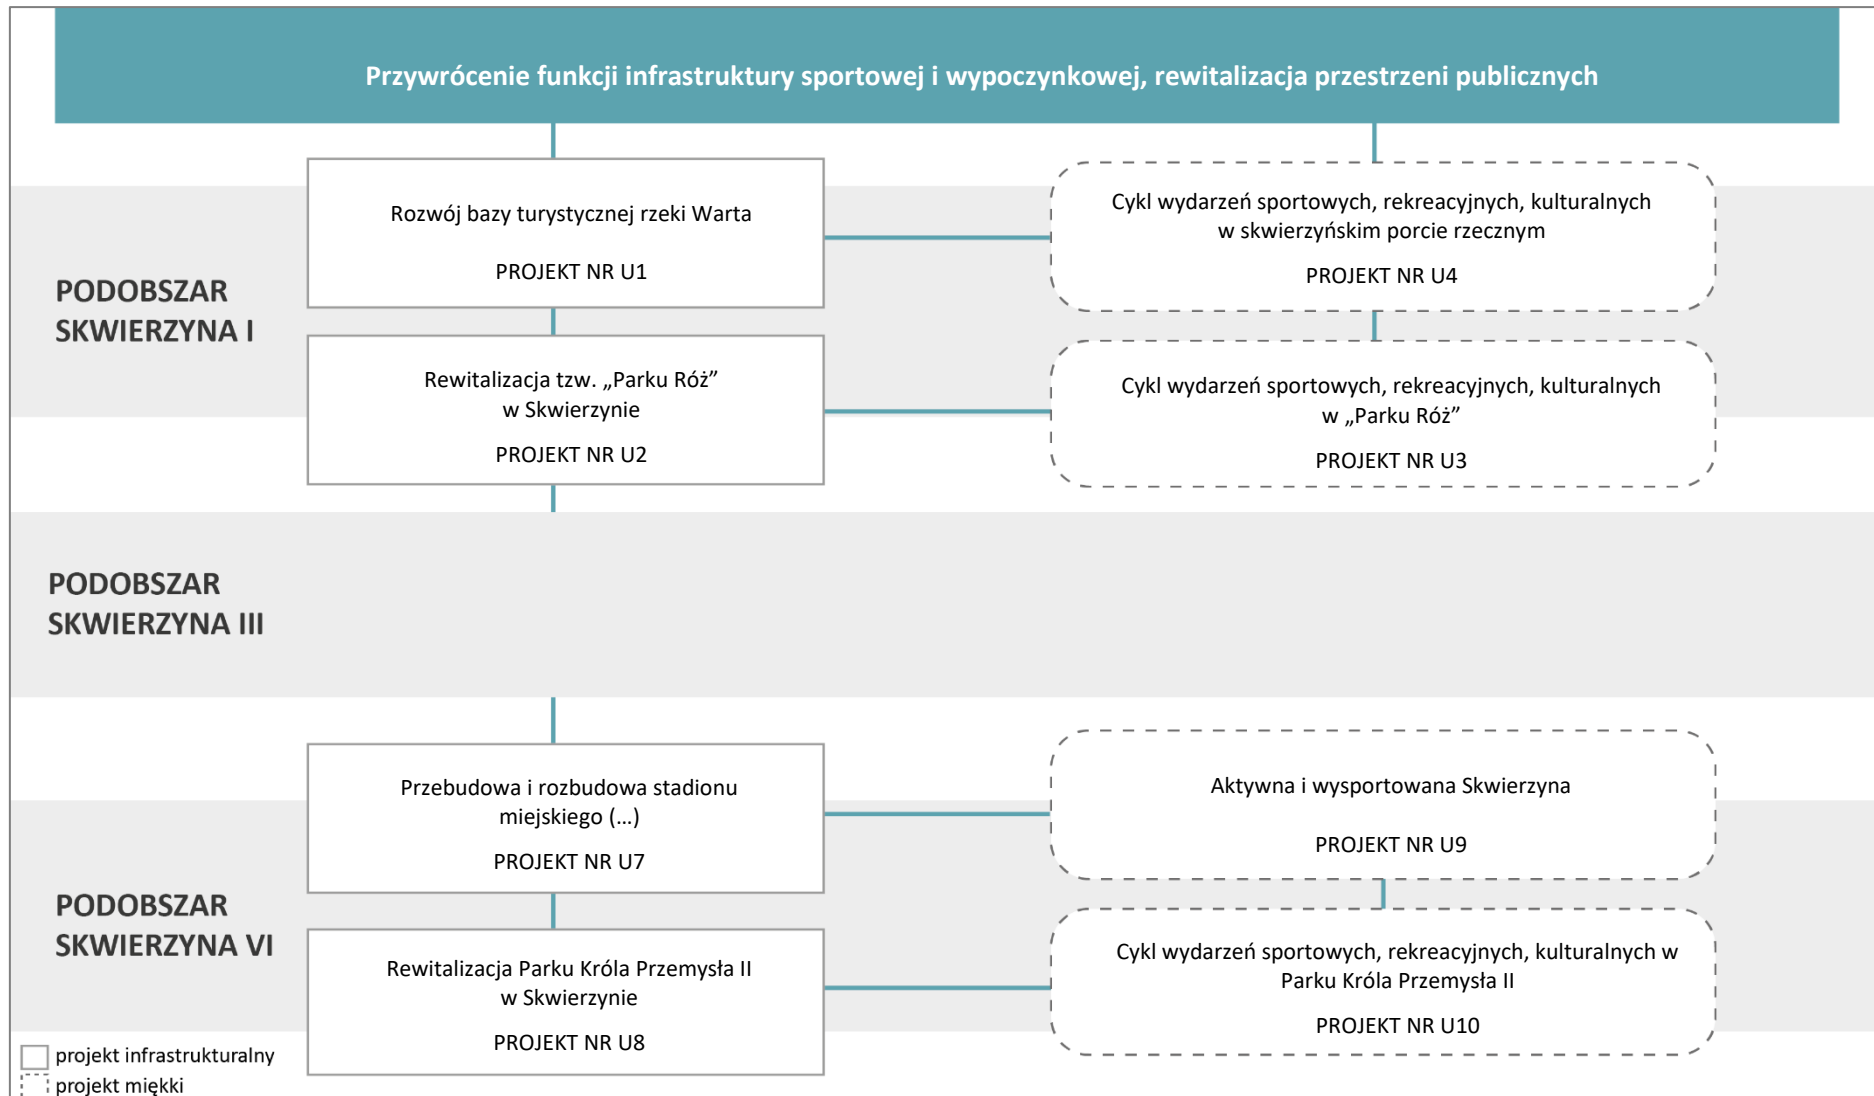 Przywrócenie funkcji infrastruktury sportowej i wypoczynkowej, rewitalizacja przestrzeni publicznych
PODOBSZAR
SKWIERZYNA I
Rozwój bazy turystycznej rzeki Warta
PROJEKT NR U1
Cykl wydarzeń sportowych, rekreacyjnych, kulturalnych
w skwierzyńskim porcie rzecznym
PROJEKT NR U4
Rewitalizacja tzw. „Parku Róż”
w Skwierzynie
PROJEKT NR U2
Cykl wydarzeń sportowych, rekreacyjnych, kulturalnych
w „Parku Róż”
PROJEKT NR U3
PODOBSZAR
SKWIERZYNA III
PODOBSZAR
SKWIERZYNA VI
Przebudowa i rozbudowa stadionu
miejskiego (...)
PROJEKT NR U7
Aktywna i wysportowana Skwierzyna
PROJEKT NR U9
Rewitalizacja Parku Króla Przemysła II
w Skwierzynie
PROJEKT NR U8
Cykl wydarzeń sportowych, rekreacyjnych, kulturalnych w
Parku Króla Przemysła II
PROJEKT NR U10
projekt infrastrukturalny
projekt miękki